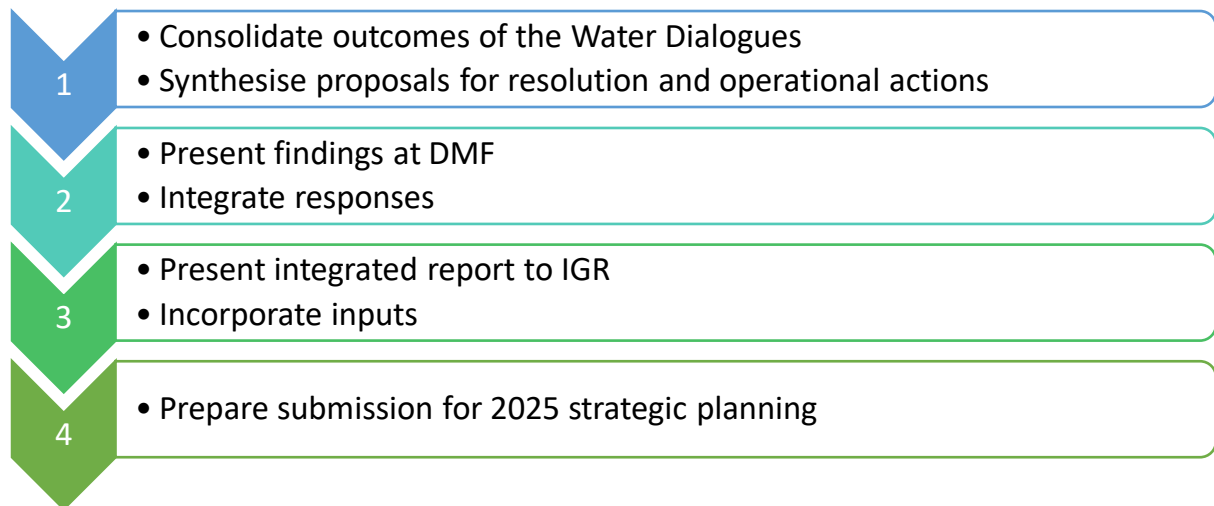 1
• Consolidate outcomes of the Water Dialogues
• Synthesise proposals for resolution and operational actions
2
• Present findings at DMF
• Integrate responses
3
• Present integrated report to IGR
• Incorporate inputs
4
• Prepare submission for 2025 strategic planning